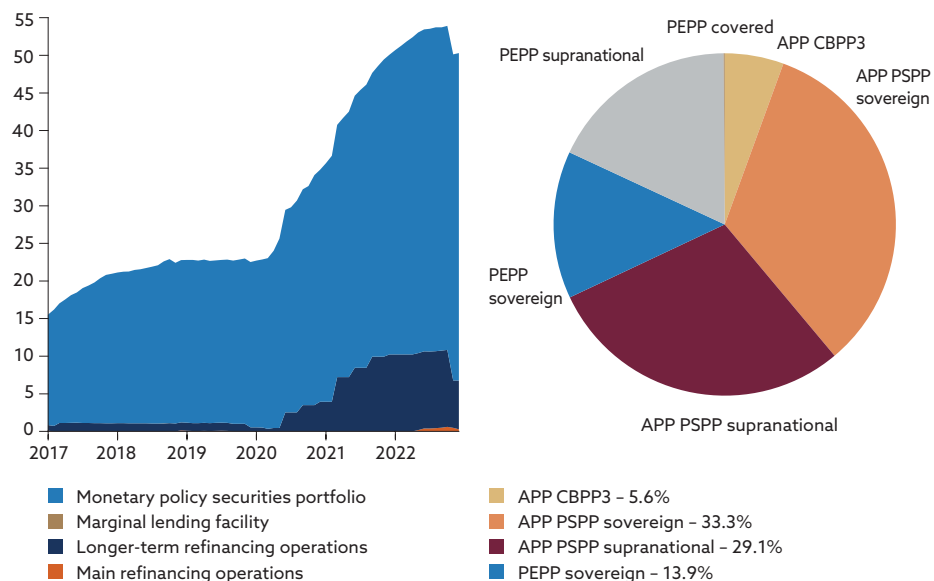 55
50
45
40
35
30
25
20
15
10
5
0
2017 2018 2019 2020 2021 2022
Monetary policy securities portfolio
Marginal lending facility
Longer-term refinancing operations
Main refinancing operations
PEPP covered
APP CBPP3
PEPP supranational
APP PSPP
sovereign
PEPP
sovereign
APP PSPP supranational
APP CBPP3 – 5.6%
APP PSPP sovereign – 33.3%
APP PSPP supranational – 29.1%
PEPP sovereign – 13.9%